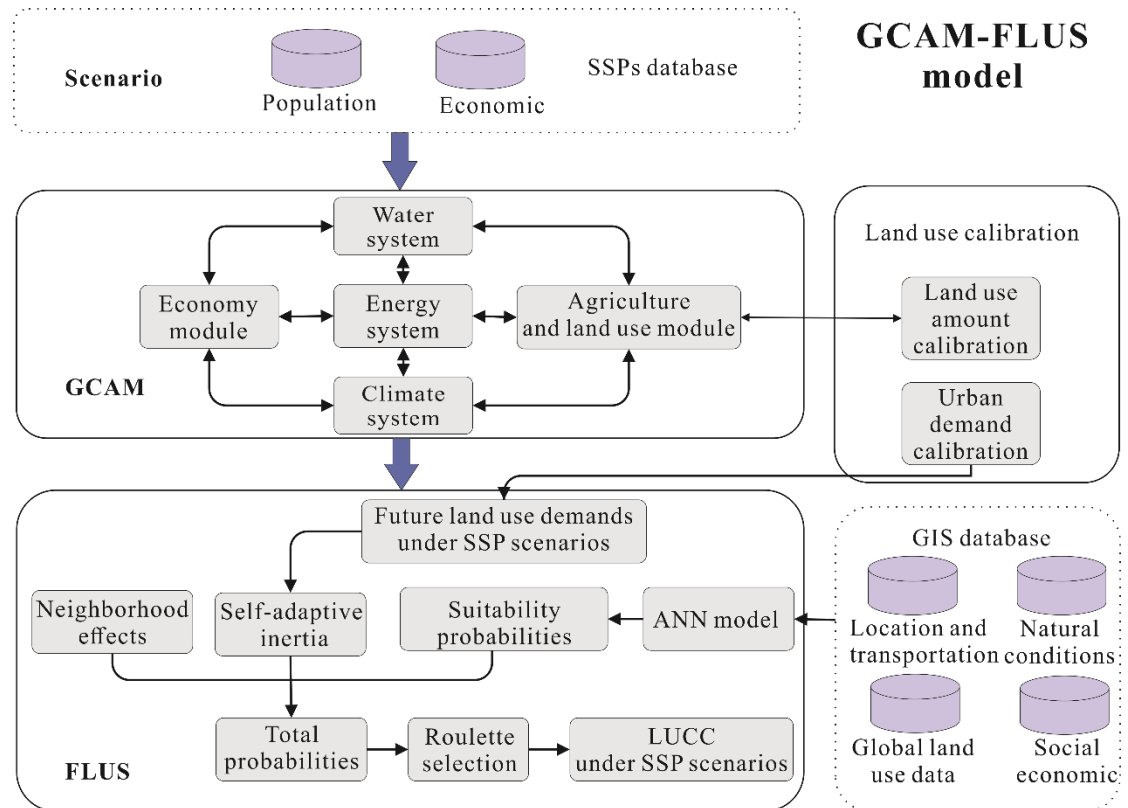 GCAM-FLUS
model
Scenario
Population
Economic
SSPs database
Water
system
Economy
module
Energy
system
Agriculture
and land use module
Climate
system
GCAM
Land use calibration
Land use
amount
calibration
Urban
demand
calibration
Future land use demands
under SSP scenarios
Neighborhood
effects
Self-adaptive
inertia
Suitability
probabilities
ANN model
Total
probabilities
Roulette
selection
LUCC
under SSP scenarios
FLUS
GIS database
Location and
transportation
Natural
conditions
Global land
use data
Social
economic